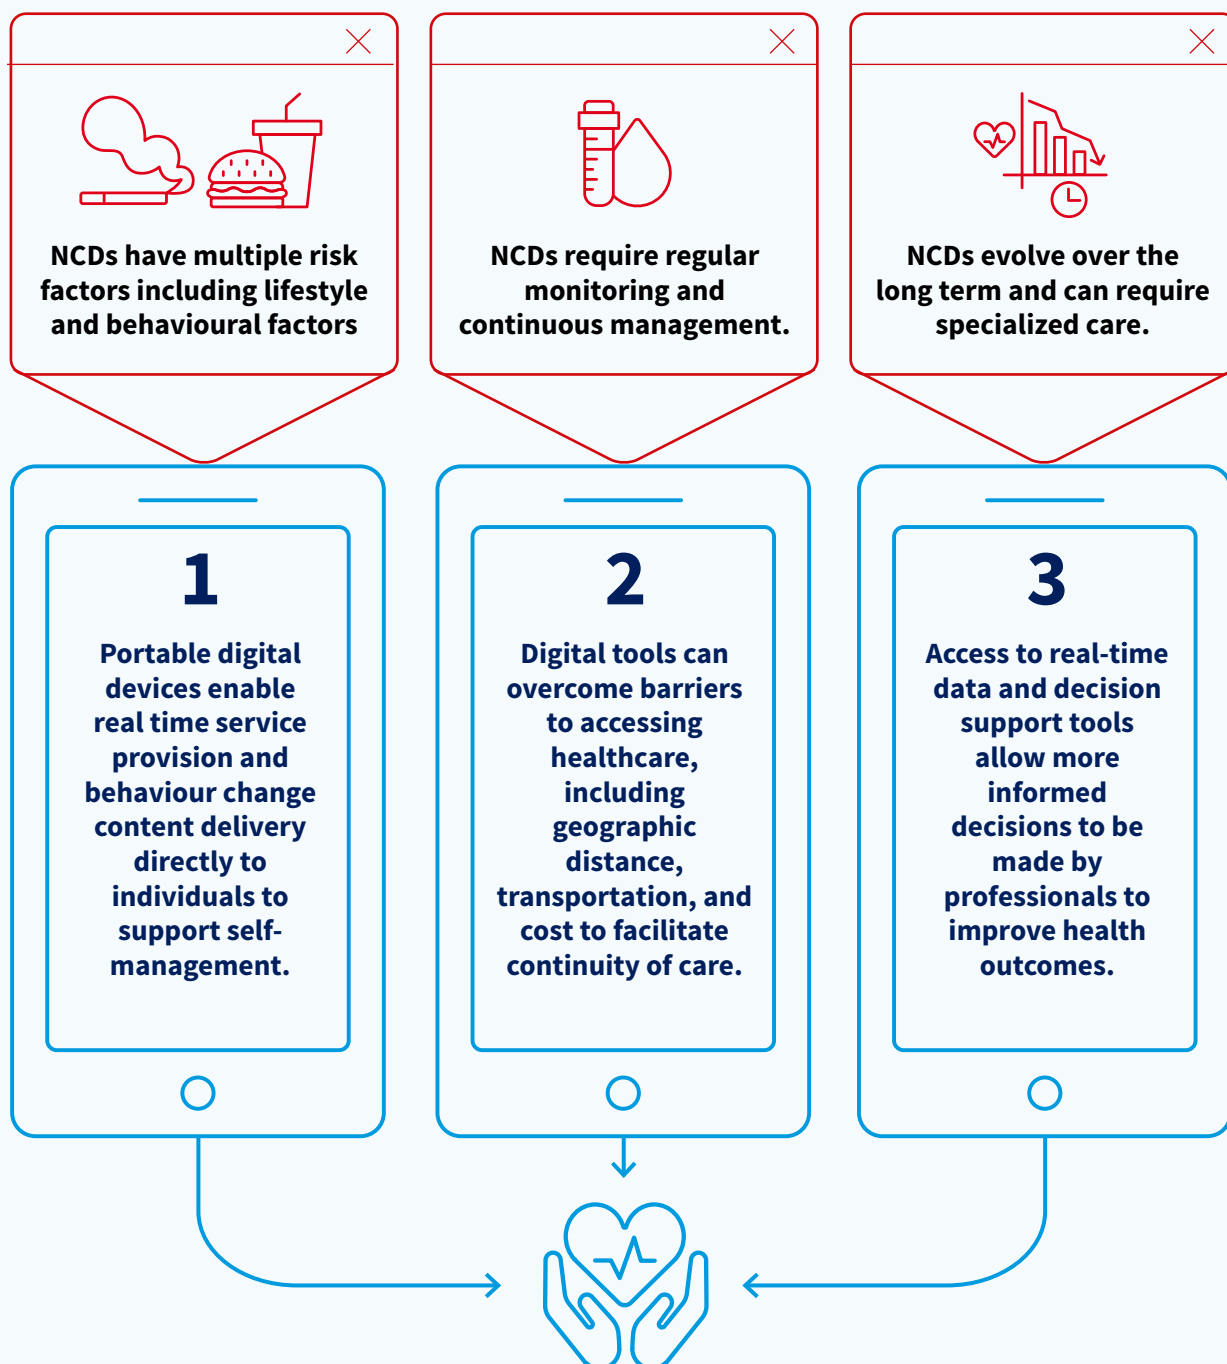 NCDs have multiple risk
factors including lifestyle
and behavioural factors
NCDs require regular
monitoring and
continuous management.
NCDs evolve over the
long term and can require
specialized care.
1
Portable digital
devices enable
real time service
provision and
behaviour change
content delivery
directly to
individuals to
support self-
management.
2
Digital tools can
overcome barriers
to accessing
healthcare,
including
geographic
distance,
transportation, and
cost to facilitate
continuity of care.
3
Access to real-time
data and decision
support tools
allow more
informed
decisions to be
made by
professionals to
improve health
outcomes.